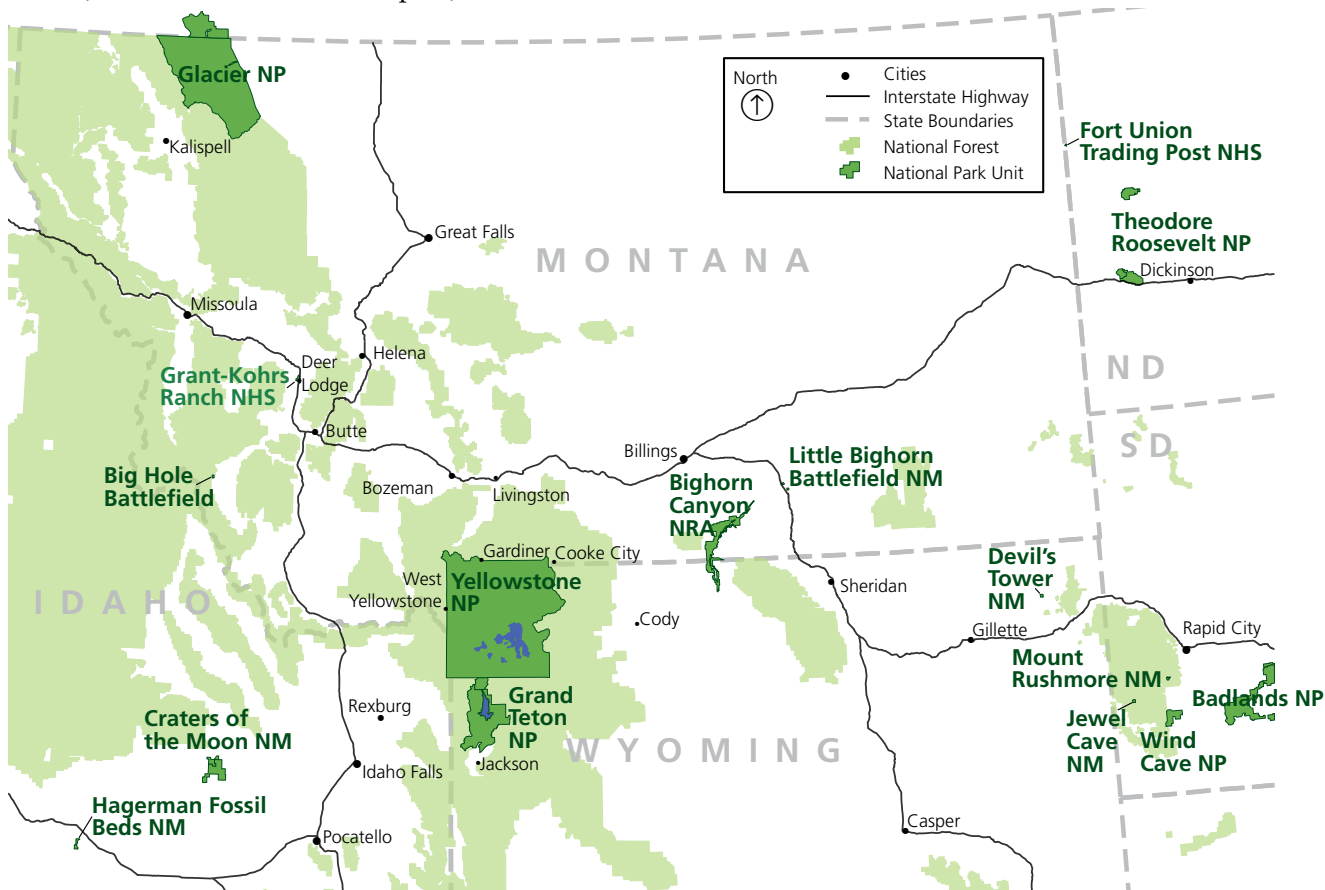 Glacier NP
Kalispell
North
Cities
Interstate Highway
State Boundaries
National Forest
National Park Unit
Fort Union
Trading Post NHS
Theodore
Roosevelt NP
Dickinson
Great Falls
MONTANA
Missoula
Helena
Deer
Lodge
Grant-Kohrs
Ranch NHS
Butte
ND
SD
Big Hole
Battlefield
Bozeman
Livingston
Billings
Bighorn
Canyon
NRA
Little Bighorn
Battlefield NM
Gardiner
Cooke City
West
Yellowstone
Yellowstone
NP
IDAHO
Cody
Sheridan
Devil's
Tower
NM
Gillette
Rapid City
Mount
Rushmore NM
Badlands NP
Jewel
Cave
NM
Wind
Cave NP
Grand
Teton
NP
WYOMING
Jackson
Rexburg
Craters of
the Moon NM
Idaho Falls
Hagerman Fossil
Beds NM
Pocatello
Casper